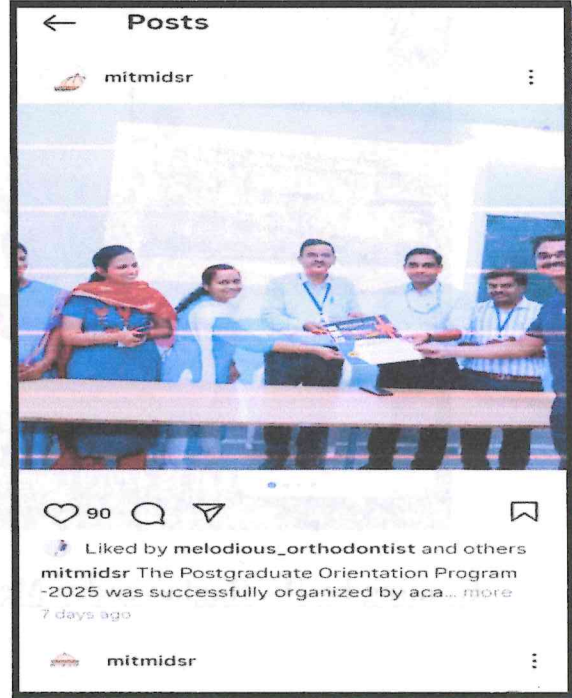 Posts
mitmidsr
90
Liked by melodious_orthodontist and others
mitmidsr The Postgraduate Orientation Program
-2025 was successfully organized by aca... more
7 days ago
mitmidsr